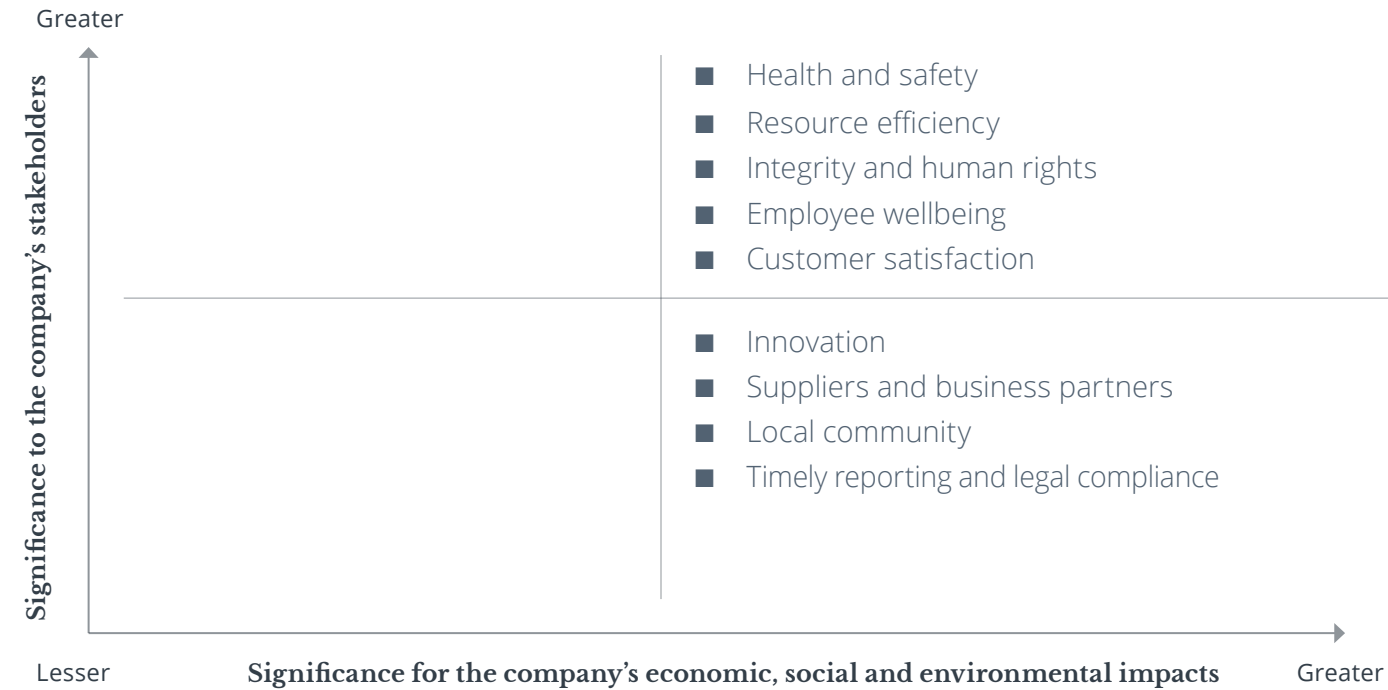 Greater
Significance to the company’s stakeholders
Health and safety
Resource efficiency
Integrity and human rights
Employee wellbeing
Customer satisfaction
Innovation
Suppliers and business partners
Local community
Timely reporting and legal compliance
Lesser
Significance for the company’s economic, social and environmental impacts
Greater